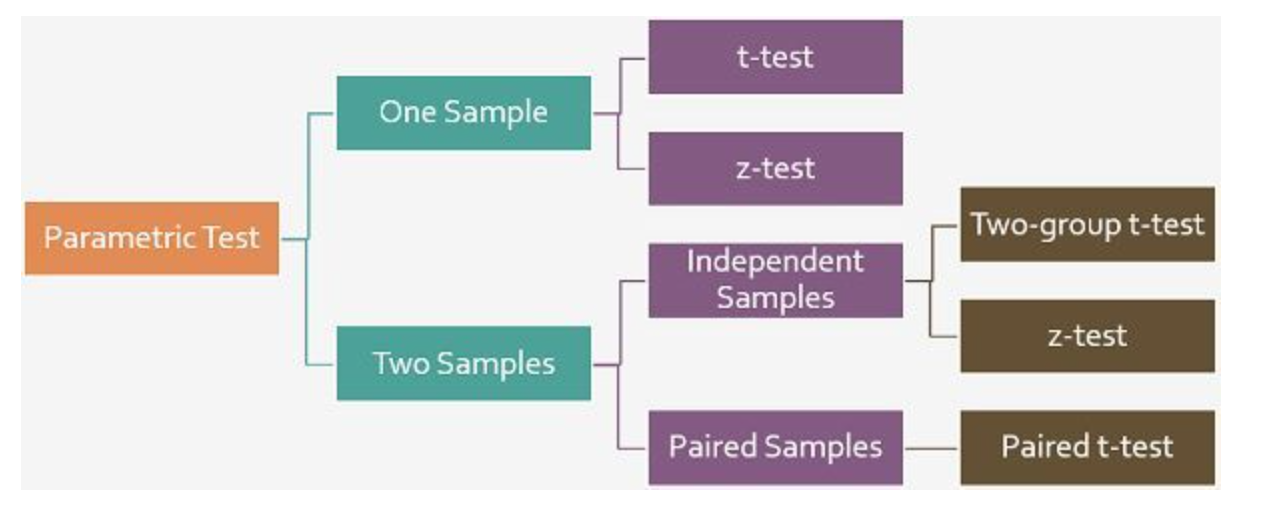 Parametric Test
One Sample
t-test
z-test
Two Samples
Independent
Samples
Two-group t-test
z-test
Paired Samples
Paired t-test